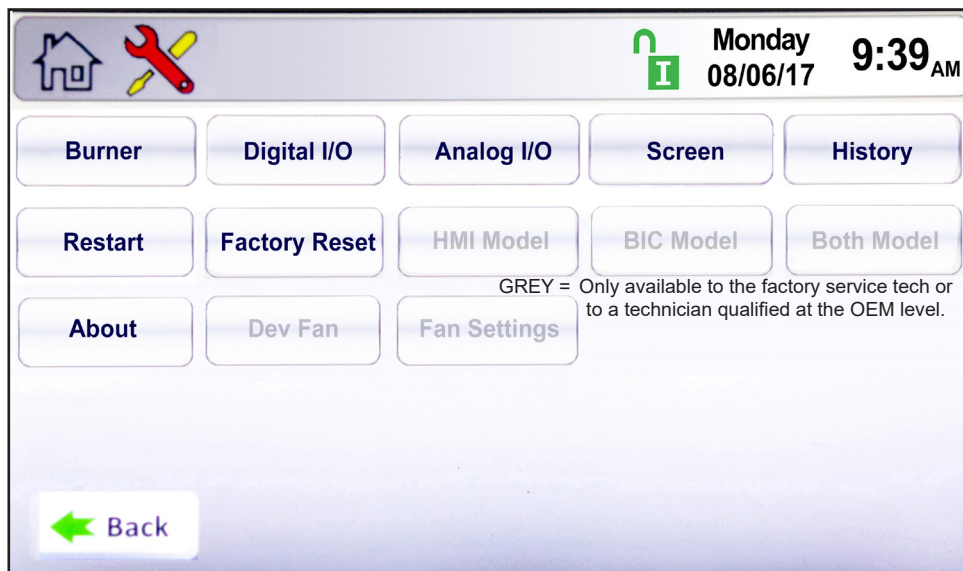 Monday
08/06/17
9:39 AM
I
Burner
Digital I/O
Analog I/O
Screen
History
Restart
Factory Reset
HMI Model
BIC Model
Both Model
GREY = Only available to the factory service tech or
to a technician qualified at the OEM level.
About
Dev Fan
Fan Settings
Back